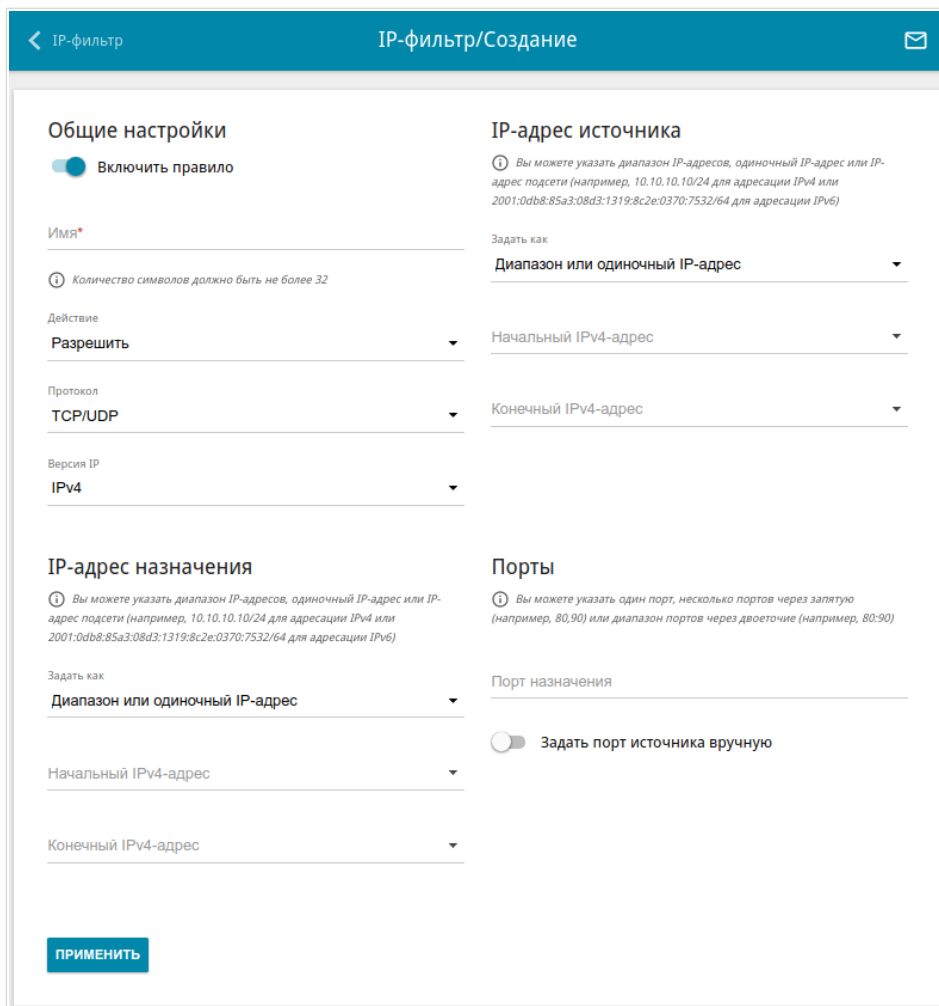 IP-фильтр
IP-фильтр/Создание
Общие настройки
Включить правило
Имя*
Количество символов должно быть не более 32
Действие
Разрешить
Протокол
TCP/UDP
Версия IP
IPv4
IP-адрес источника
Вы можете указать диапазон IP-адресов, одиночный IP-адрес или IP-
адрес подсети (например, 10.10.10.10/24 для адресации IPv4 или
2001:0db8:85a3:08d3:1319:8c2e:0370:7532/64 для адресации IPv6)
Задать как
Диапазон или одиночный IP-адрес
Начальный IPv4-адрес
Конечный IPv4-адрес
IP-адрес назначения
Вы можете указать диапазон IP-адресов, одиночный IP-адрес или IP-
адрес подсети (например, 10.10.10.10/24 для адресации IPv4 или
2001:0db8:85a3:08d3:1319:8c2e:0370:7532/64 для адресации IPv6)
Задать как
Диапазон или одиночный IP-адрес
Начальный IPv4-адрес
Конечный IPv4-адрес
Порты
Вы можете указать один порт, несколько портов через запятую
(например, 80,90) или диапазон портов через двоеточие (например, 80:90)
Порт назначения
Задать порт источника вручную
ПРИМЕНИТЬ